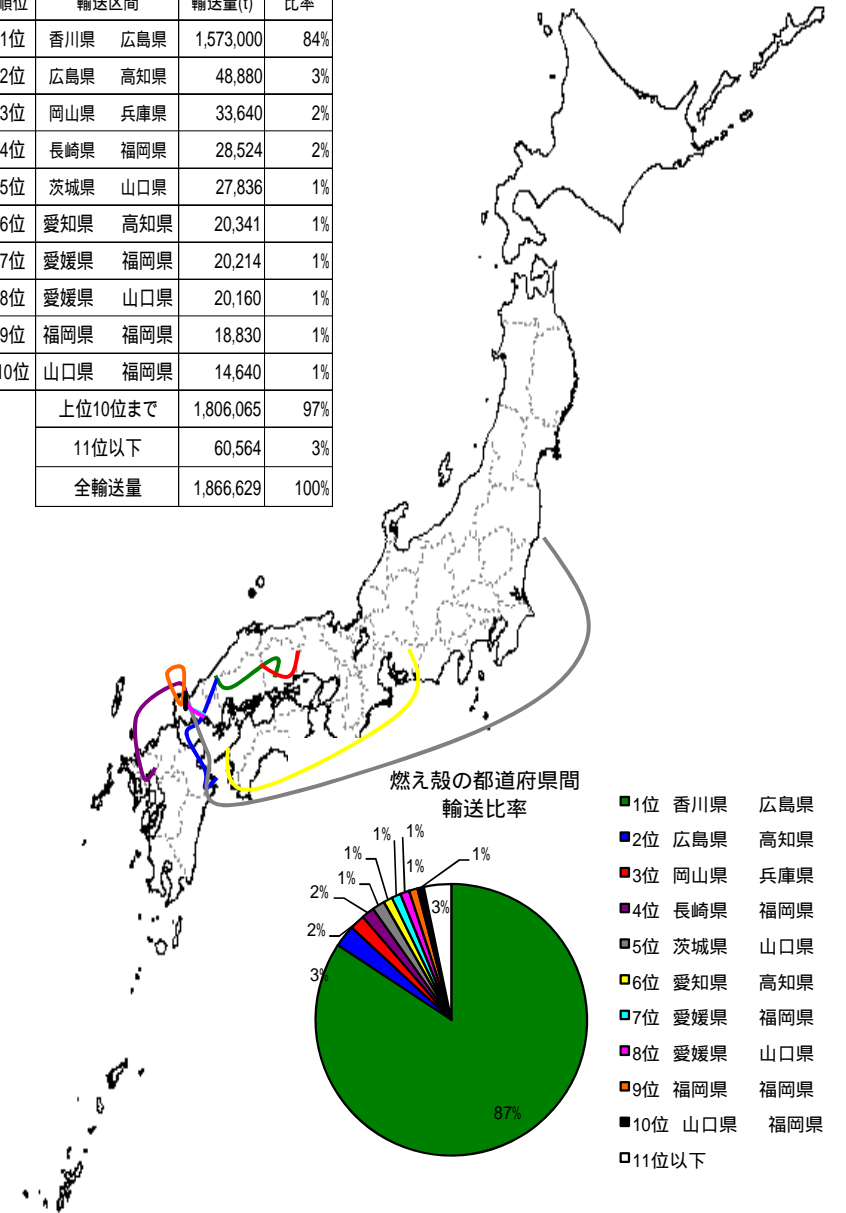 順位 輸送区間 輸送量(t) 比率
1位 香川県 広島県 1,573,000 84%
2位 広島県 高知県 48,880 3%
3位 岡山県 兵庫県 33,640 2%
4位 長崎県 福岡県 28,524 2%
5位 茨城県 山口県 27,836 1%
6位 愛知県 高知県 20,341 1%
7位 愛媛県 福岡県 20,214 1%
8位 愛媛県 山口県 20,160 1%
9位 福岡県 福岡県 18,830 1%
10位 山口県 福岡県 14,640 1%
上位10位まで 1,806,065 97%
11位以下 60,564 3%
全輸送量 1,866,629 100%
燃え殻の都道府県間
輸送比率
1% 1%
1% 1% 1%
1%
2% 3%
2%
3%
87%
1位 香川県 広島県
2位 広島県 高知県
3位 岡山県 兵庫県
4位 長崎県 福岡県
5位 茨城県 山口県
6位 愛知県 高知県
7位 愛媛県 福岡県
8位 愛媛県 山口県
9位 福岡県 福岡県
10位 山口県 福岡県
11位以下